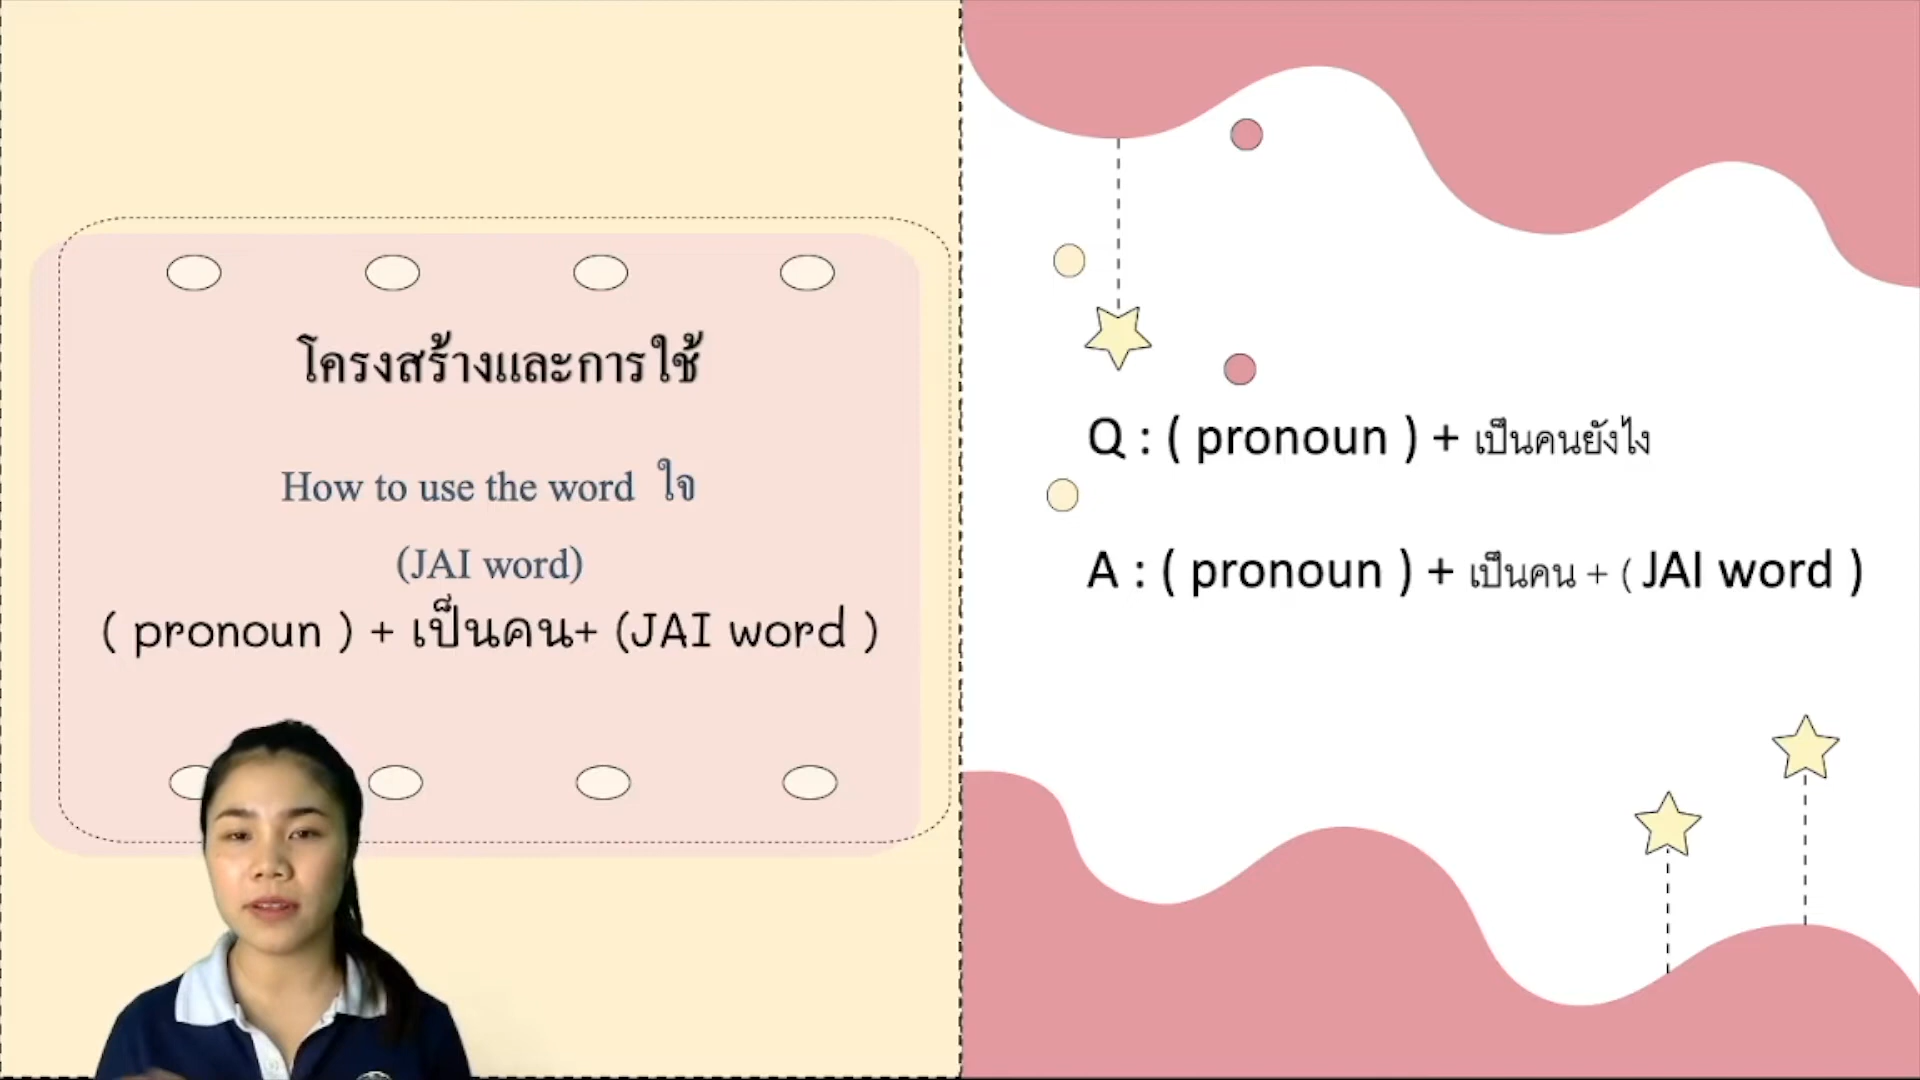 โครงสร้างและการใช้
How to use the word ใจ
(JAI word)
( pronoun ) + เป็นคน+ (JAI word )
Q : ( pronoun ) + เป็นคนยังไง
A : ( pronoun ) + เป็นคน + ( JAI word )